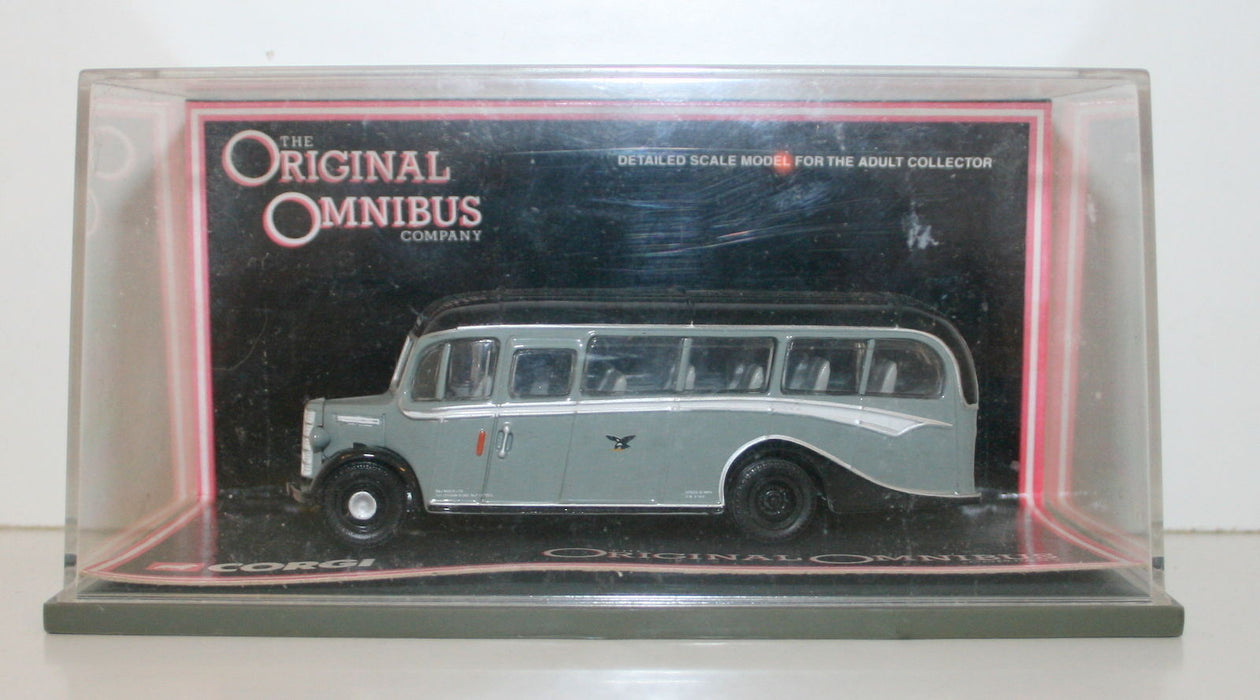 THE
ORIGINAL
OMNIBUS
COMPANY
DETAILED SCALE MODEL FOR THE ADULT COLLECTOR
CORGI
ORIGINAL OMNIBUS